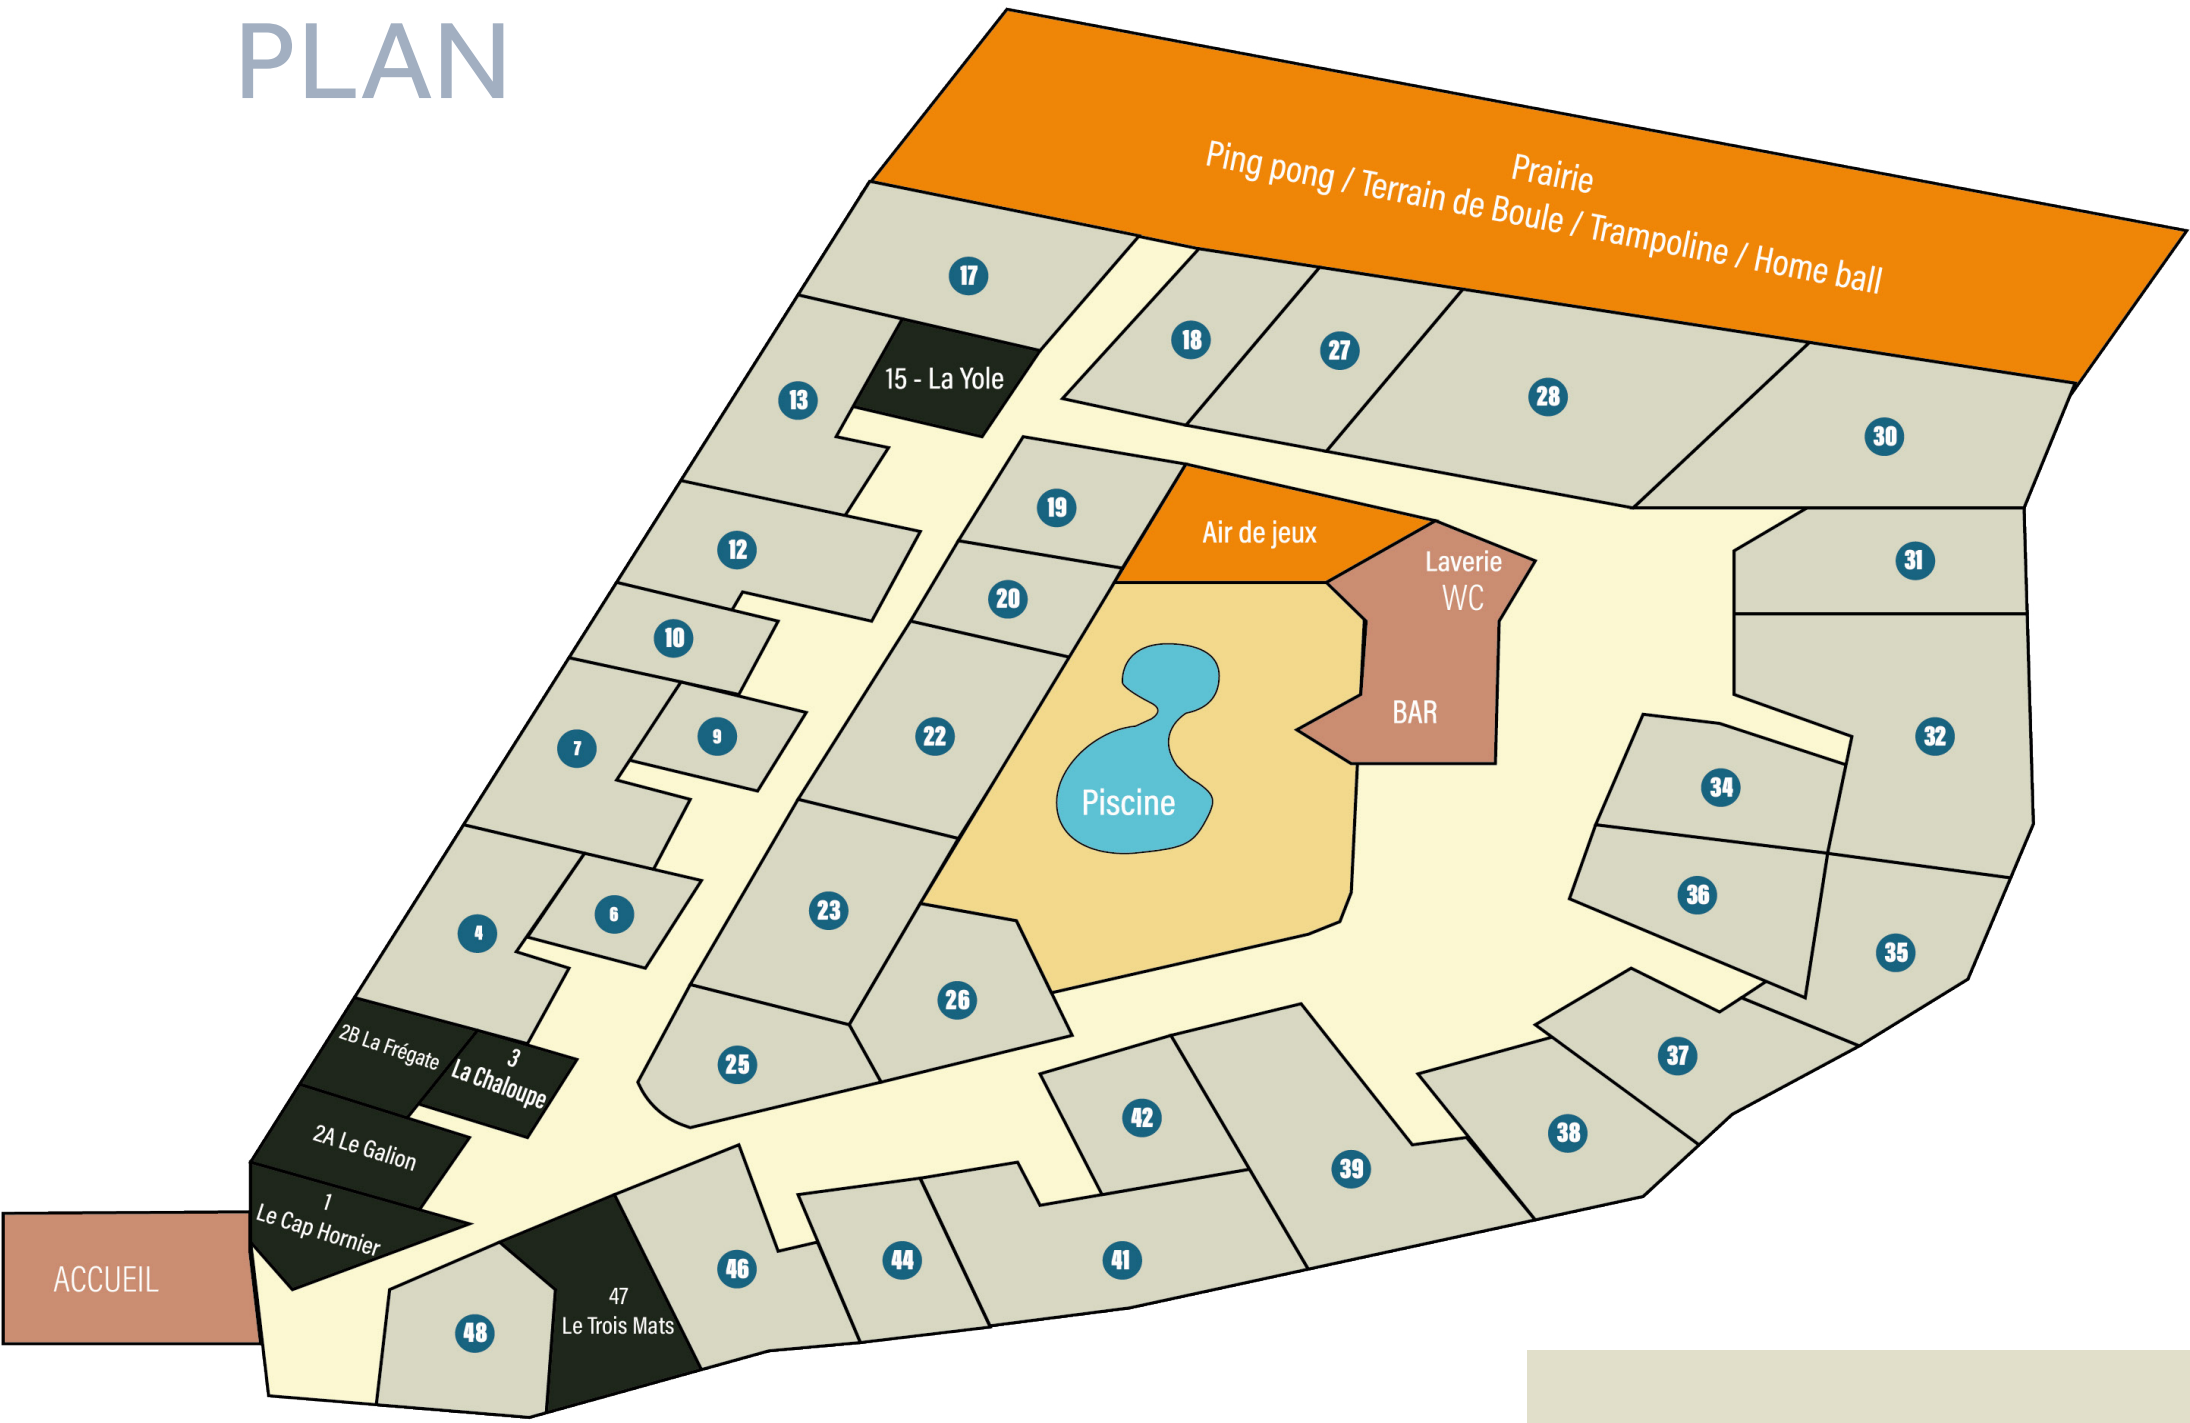 PLAN
Prairie
Ping pong / Terrain de Boule / Trampoline / Home ball
17
18
27
28
30
15 - La Yole
13
19
Air de jeux
Laverie
WC
31
12
20
10
9
7
22
BAR
32
Piscine
34
36
23
6
4
35
26
2B La Frégate
3
La Chaloupe
25
37
42
38
39
2A Le Galion
1
Le Cap Hornier
ACCUEIL
46
44
41
47
Le Trois Mats
48